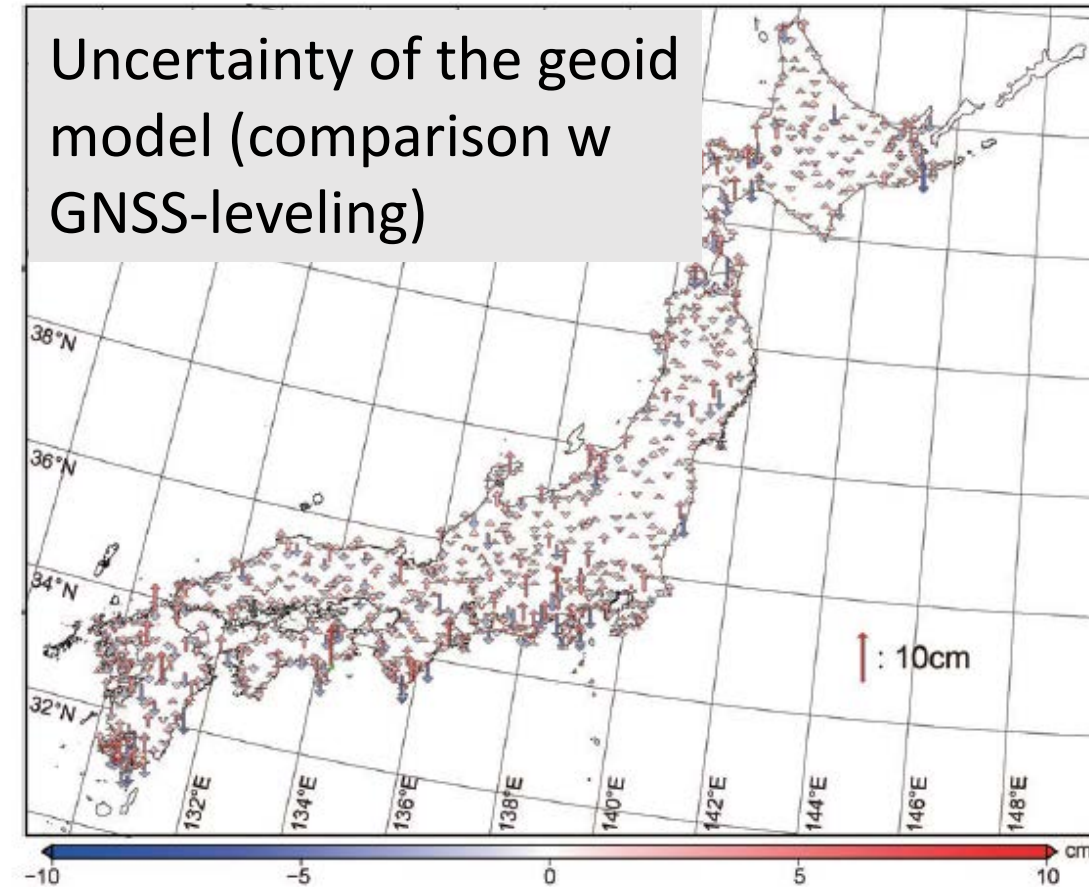 Uncertainty of the geoid
model (comparison w
GNSS-leveling)
38°N
36°N
34°N
32°N
: 10cm
132°E
134°E
136°E
138°E
140°E
142°E
144°E
146°E
148°E
cm
−10
−5
0
5
10